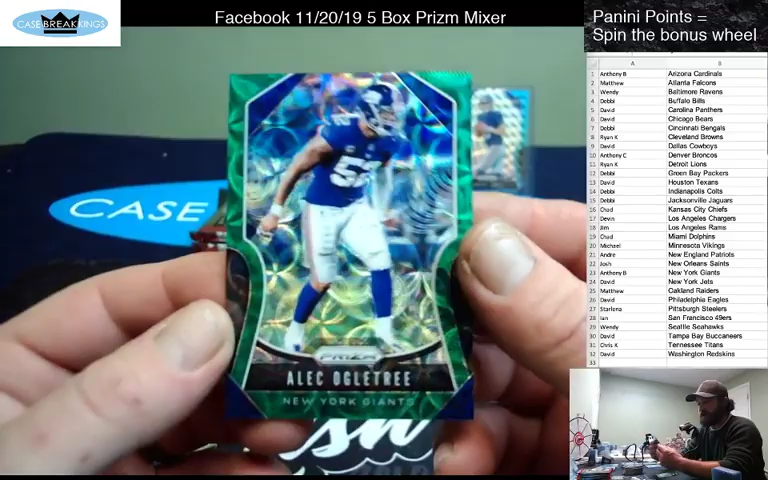 CASE BREAK KINGS
Facebook 11/20/19 5 Box Prizm Mixer
Panini Points =
Spin the bonus wheel
CASE
52
PRIZM
ALEC OGLETREE
NEW YORK GIANTS
A B
1 Anthony B Arizona Cardinals
2 Matthew Atlanta Falcons
3 Wendy Baltimore Ravens
4 Debbi Buffalo Bills
5 David Carolina Panthers
6 David Chicago Bears
7 Debbi Cincinnati Bengals
8 Ryan K Cleveland Browns
9 David Dallas Cowboys
10 Anthony C Denver Broncos
11 Ryan K Detroit Lions
12 Debbi Green Bay Packers
13 David Houston Texans
14 Debbi Indianapolis Colts
15 Debbi Jacksonville Jaguars
16 Chad Kansas City Chiefs
17 Devin Los Angeles Chargers
18 Jim Los Angeles Rams
19 Chad Miami Dolphins
20 Michael Minnesota Vikings
21 Andre New England Patriots
22 Josh New Orleans Saints
23 Anthony B New York Giants
24 David New York Jets
25 Matthew Oakland Raiders
26 David Philadelphia Eagles
27 Starlena Pittsburgh Steelers
28 Ian San Francisco 49ers
29 Wendy Seattle Seahawks
30 David Tampa Bay Buccaneers
31 Chris K Tennessee Titans
32 David Washington Redskins
33